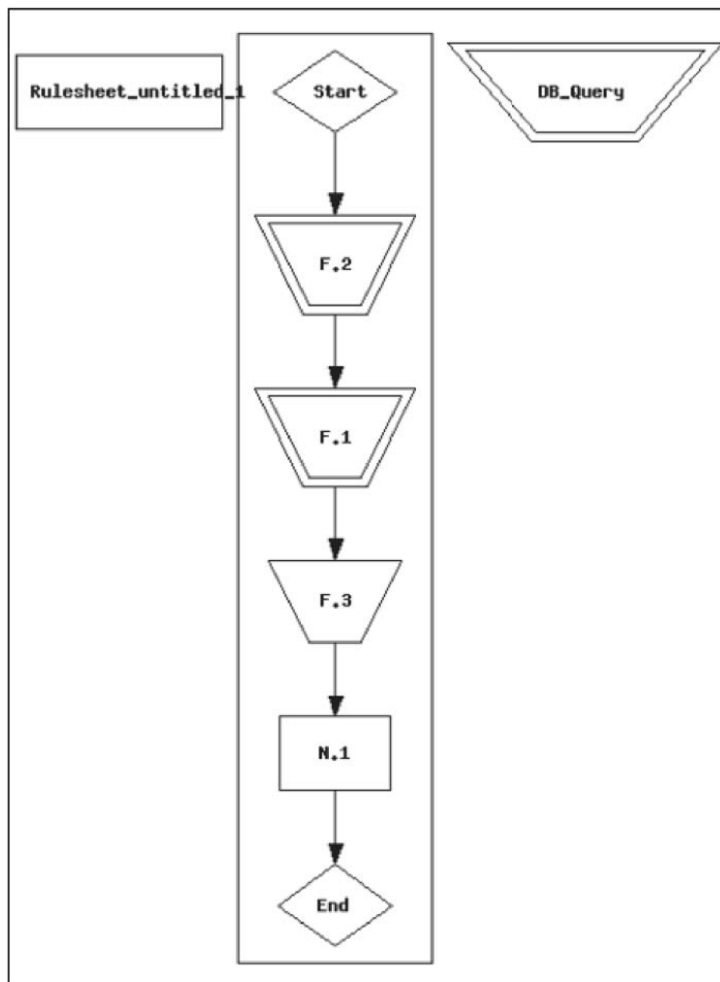 Rulesheet_untitled_1
Start
DB_Query
F.2
F.1
F.3
N.1
End